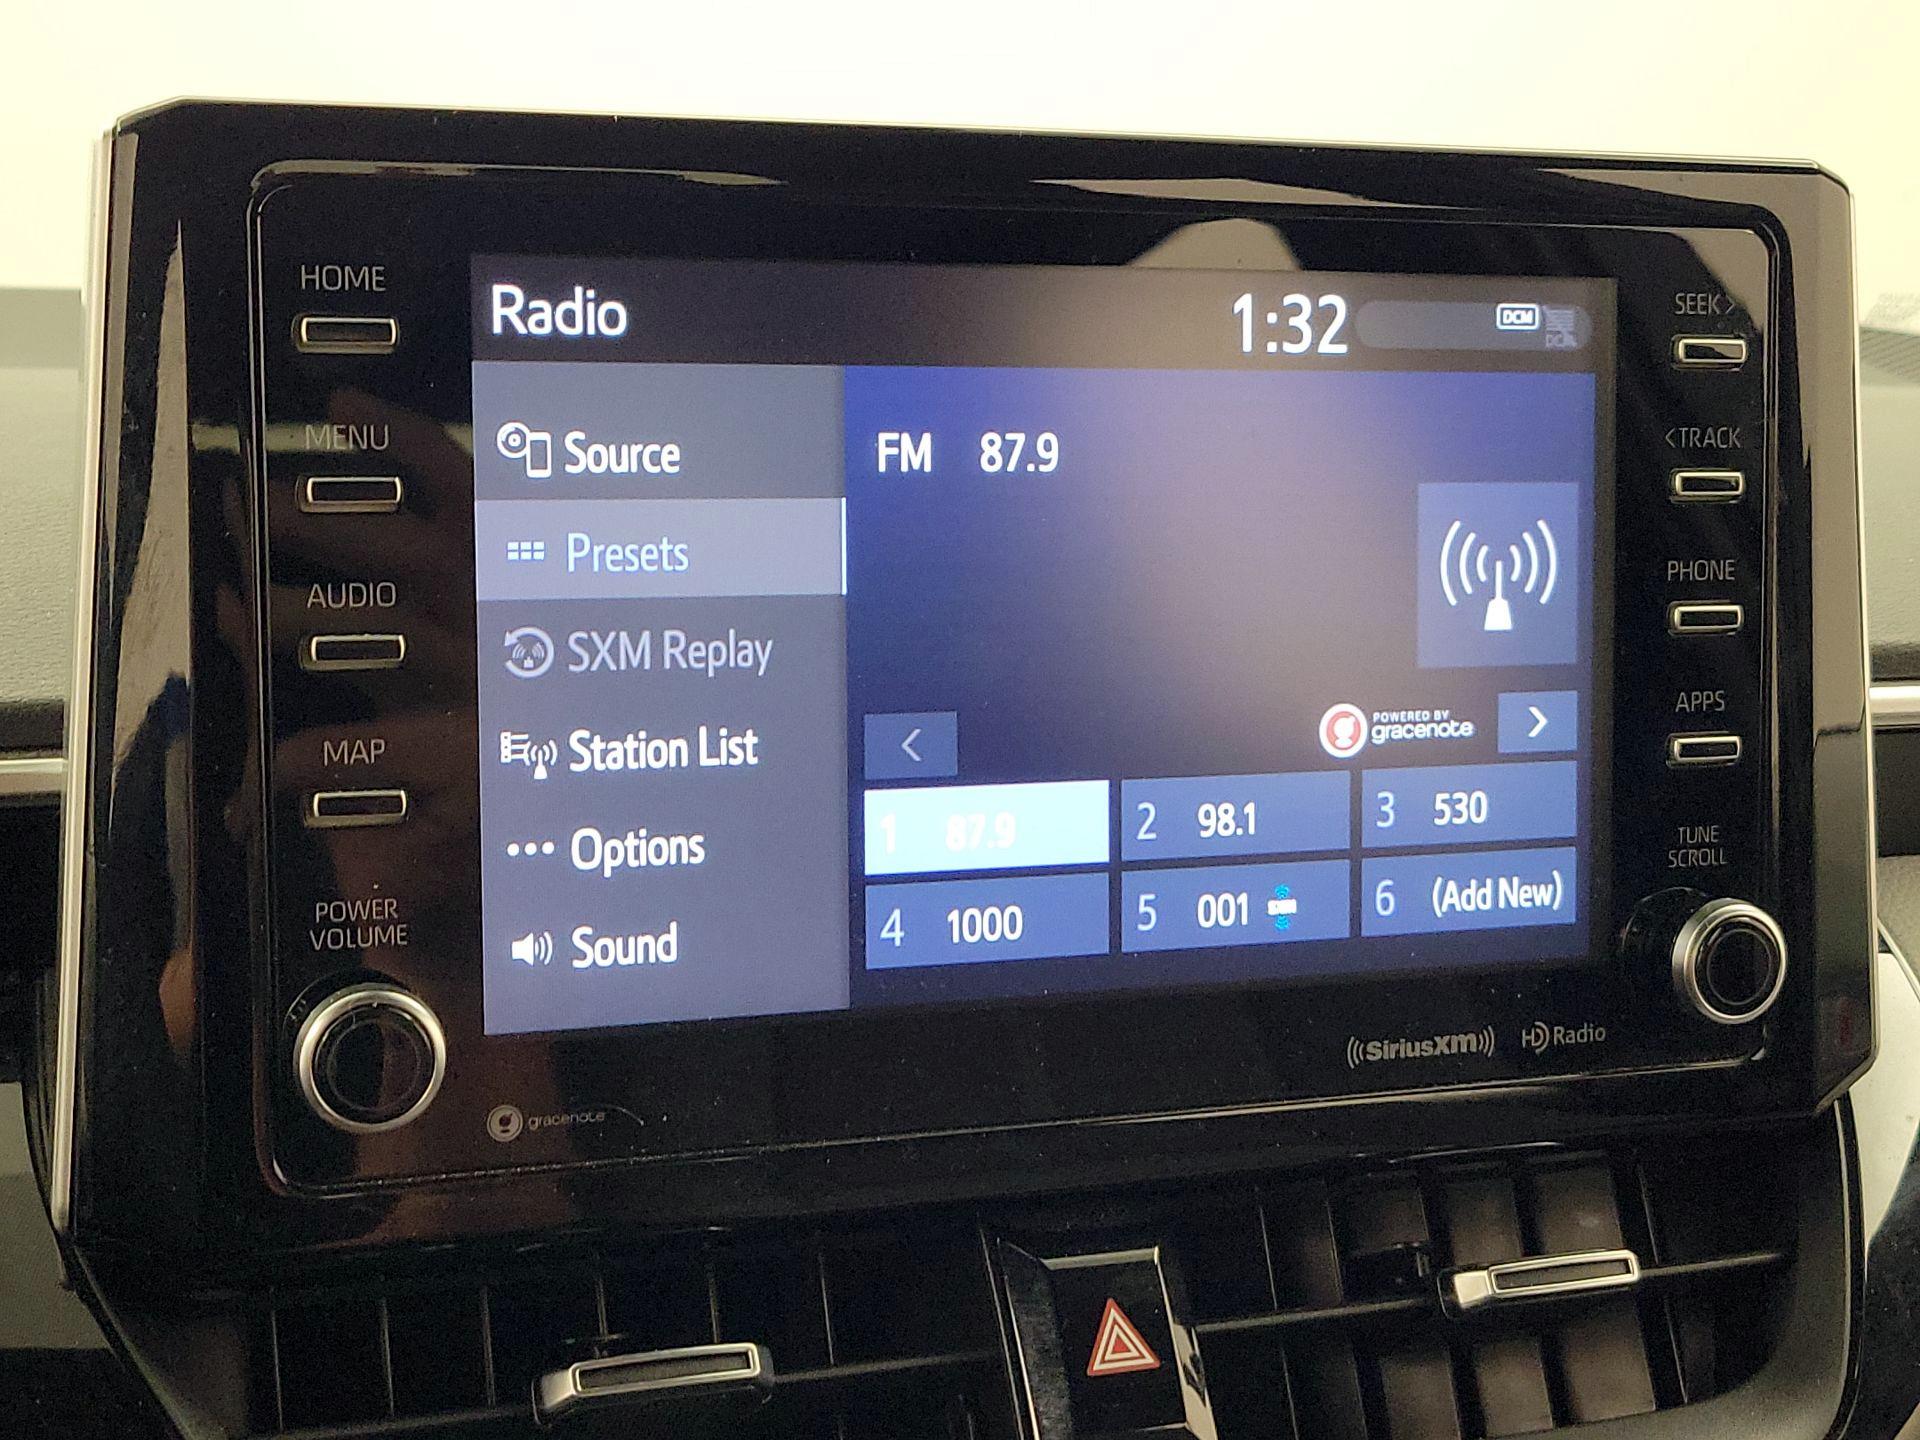 HOME
MENU
AUDIO
MAP
POWER
VOLUME
Radio
1:32
DCM
Source
Presets
SXM Replay
Station List
Options
Sound
FM 87.9
POWERED BY
gracenote
1 87.9
2 98.1
3 530
4 1000
5 001
6 (Add New)
SEEK >
< TRACK
PHONE
APPS
TUNE
SCROLL
gracenote
((SiriusXM))
HD Radio